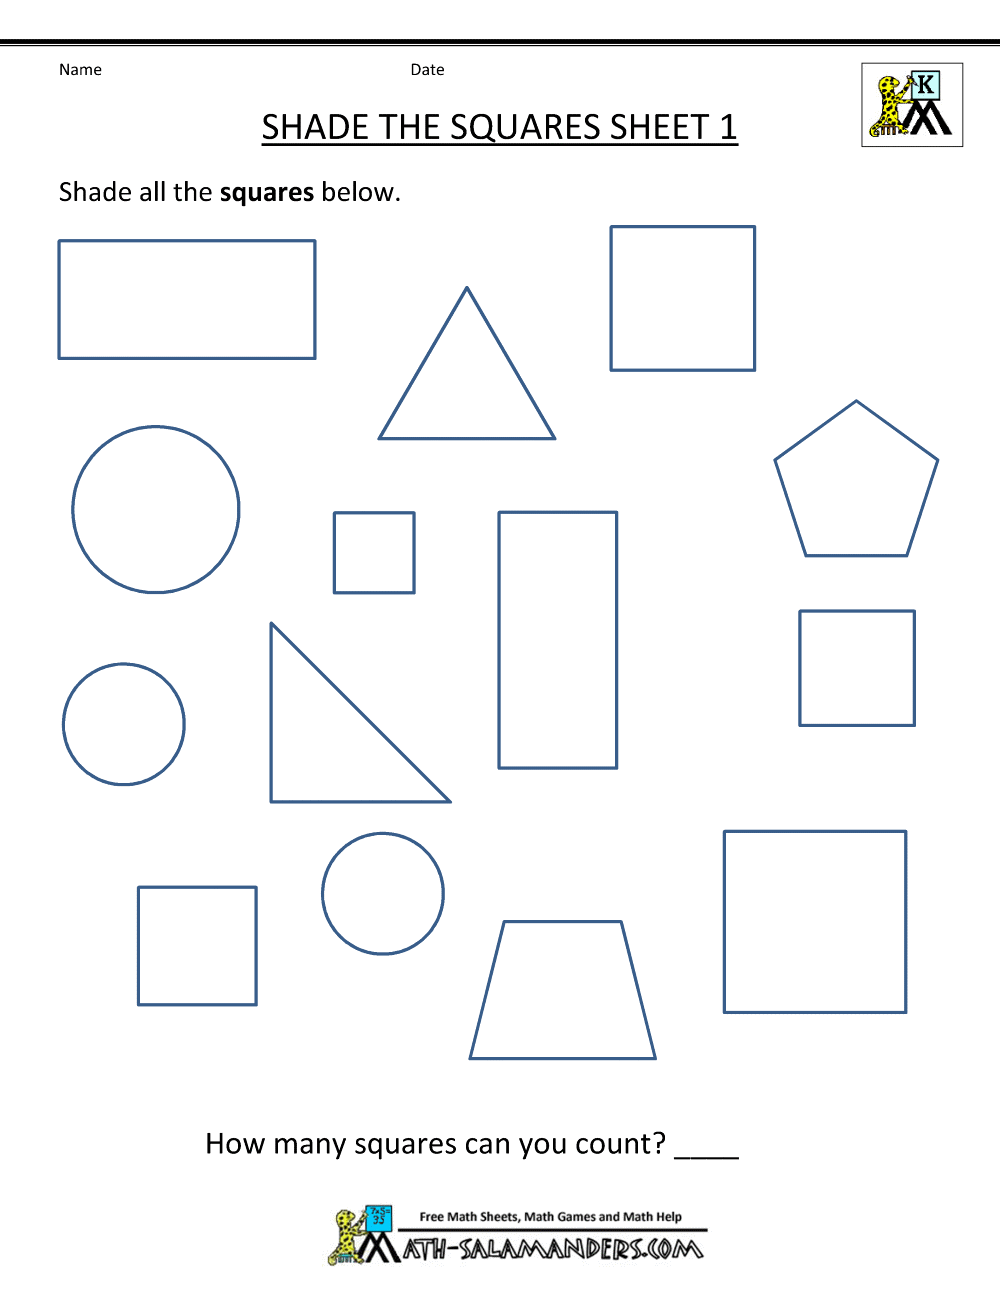 Name Date
K
SHADE THE SQUARES SHEET 1
Shade all the squares below.
How many squares can you count? ____
7x5=
35
Free Math Sheets, Math Games and Math Help
MATH-SALAMANDERS.COM